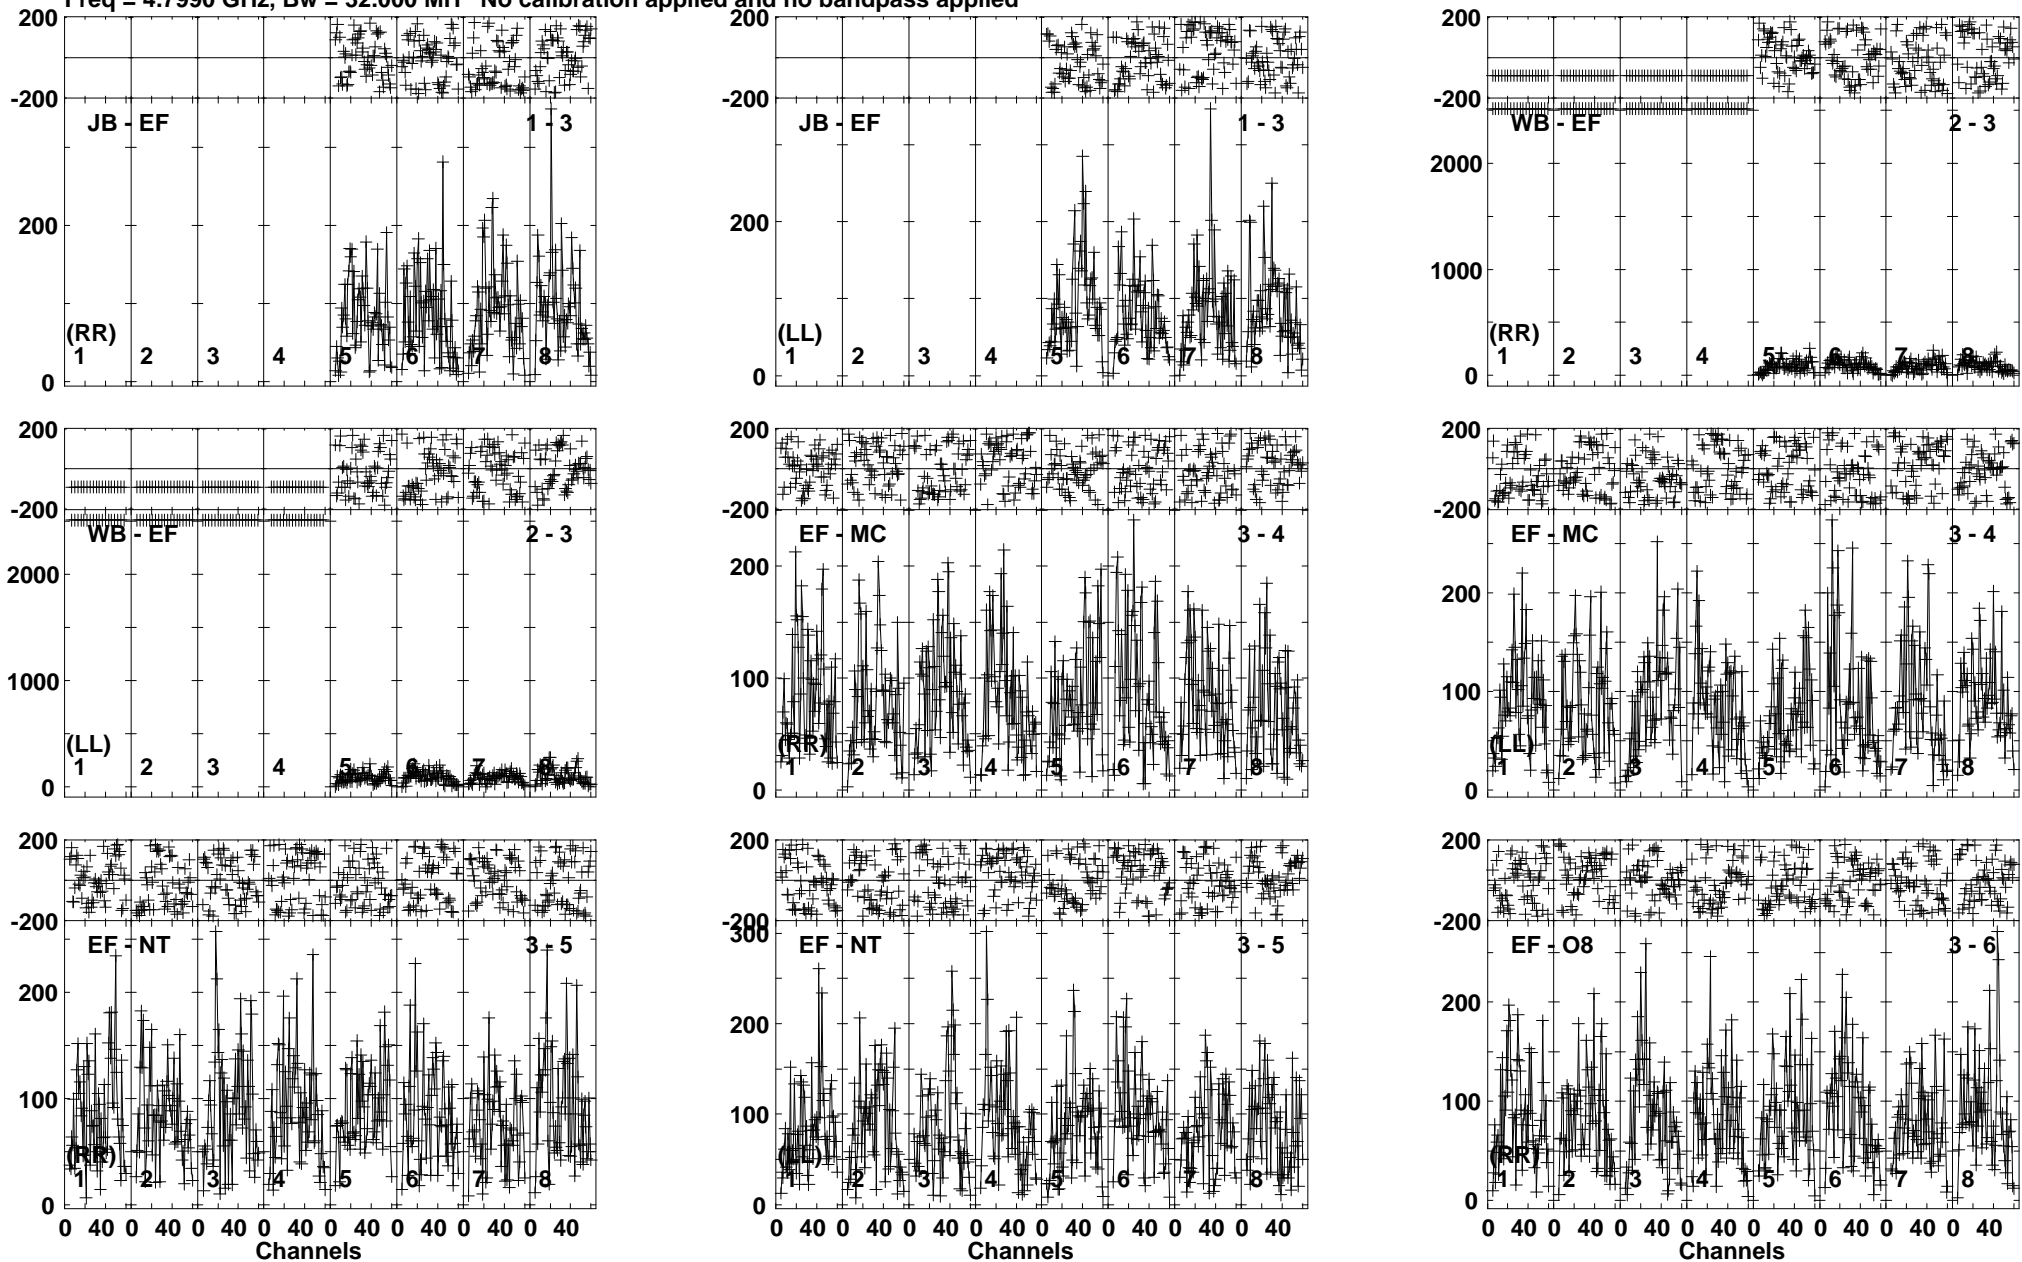 Freq = 4.7990 GHz, Bw = 32.000 MH No calibration applied and no bandpass applied
200 200 200
-200 -200 -200
JB - EF 1 - 3 JB - EF 1 - 3 WB - EF 2 - 3
2000
200 200
1000
(RR) (LL) (RR)
1 2 3 4 5 6 7 8 1 2 3 4 5 6 7 8 1 2 3 4 5 6 7 8
0 0 0
200 200 200
-200 -200 -200
WB - EF 2 - 3 EF - MC 3 - 4 EF - MC 3 - 4
2000 200 200
1000 100 100
(LL) (RR) (LL)
1 2 3 4 5 6 7 8 1 2 3 4 5 6 7 8 1 2 3 4 5 6 7 8
0 0 0
200 200 200
-200 -200 -200
300
EF - NT 3 - 5 EF - NT 3 - 5 EF - O8 3 - 6
200 200 200
100 100 100
(RR) (LL) (RR)
1 2 3 4 5 6 7 8 1 2 3 4 5 6 7 8 1 2 3 4 5 6 7 8
0 0 0
0 40 0 40 0 40 0 40 0 40 0 40 0 40 0 40 0 40 0 40 0 40 0 40 0 40 0 40 0 40 0 40 0 40 0 40 0 40 0 40 0 40 0 40 0 40 0 40
Channels Channels